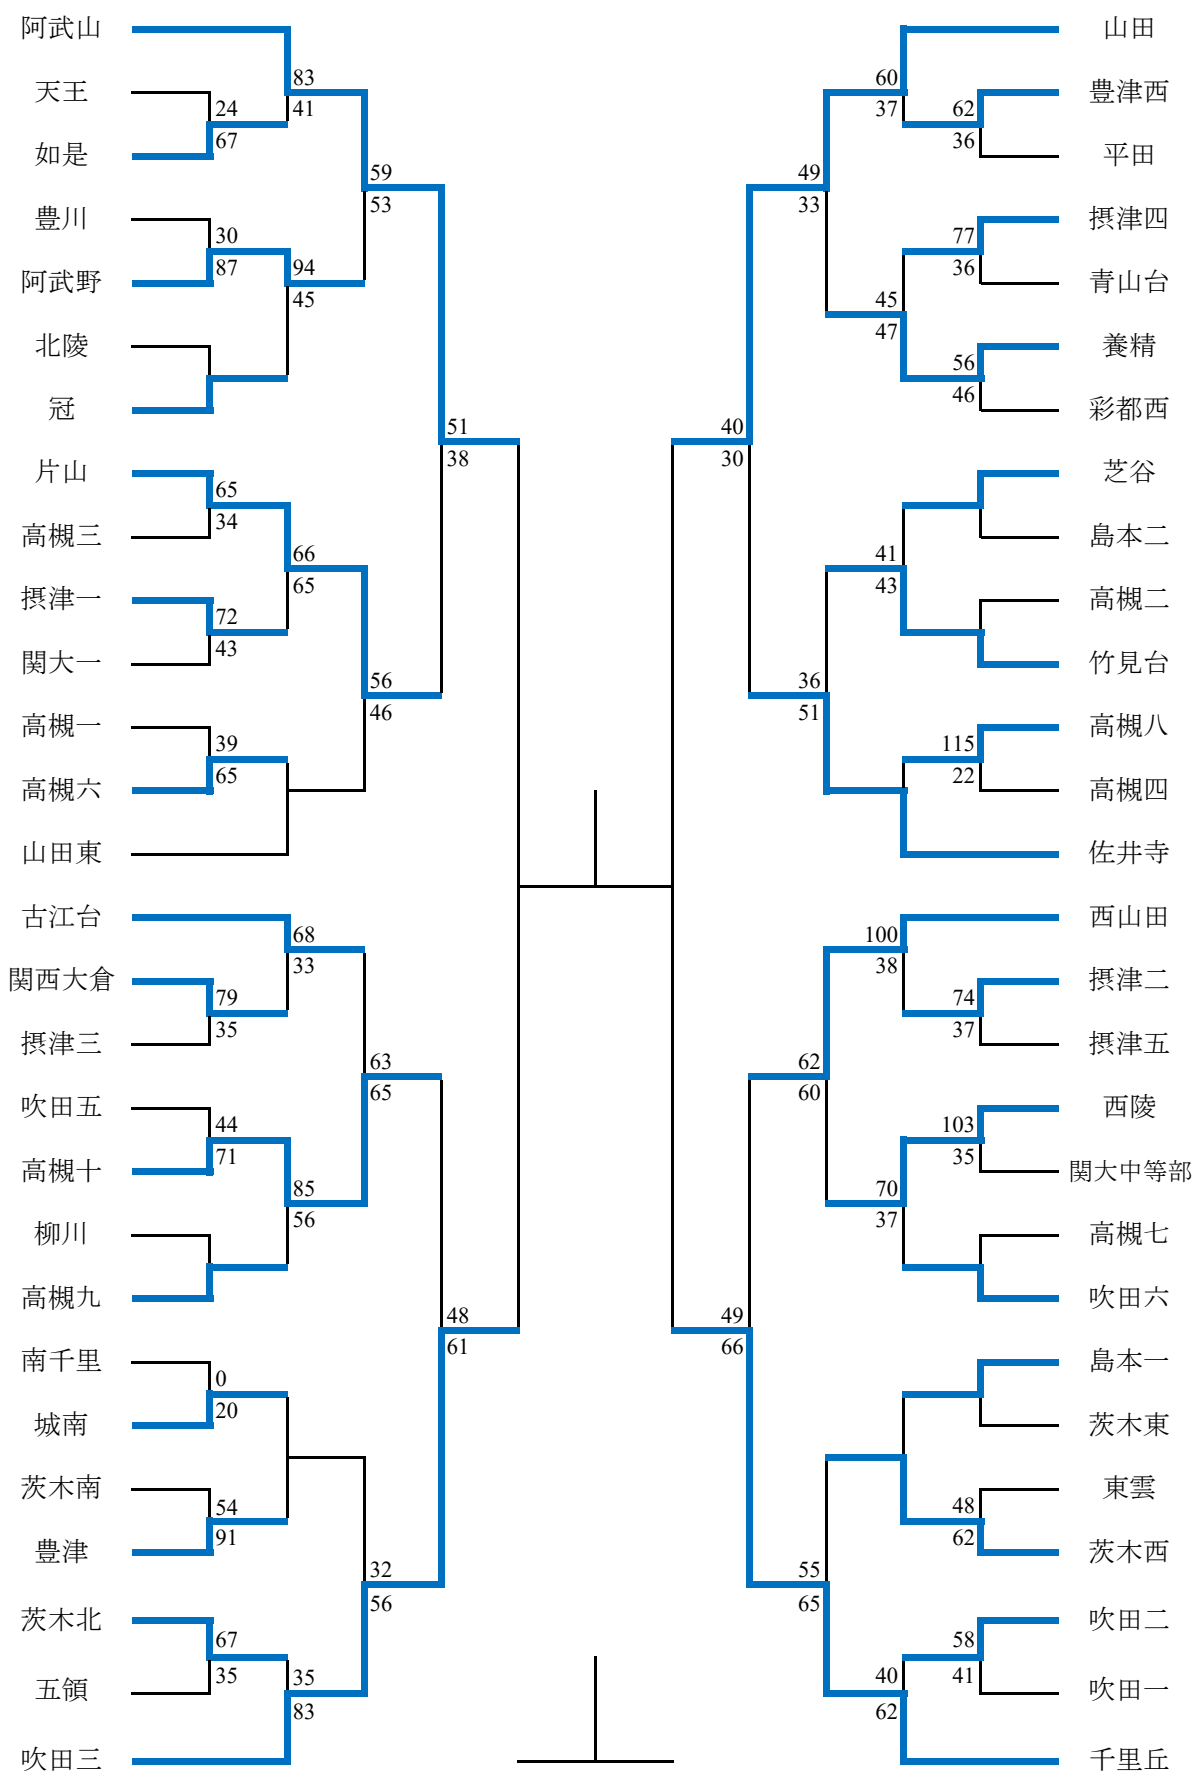 阿武山
83
天王
41
24
67
如是
59
53
豊川
30
87
94
阿武野
45
北陵
冠
51
38
片山
65
34
高槻三
66
65
摂津一
72
43
関大一
56
46
高槻一
39
65
高槻六
山田東
古江台
68
33
関西大倉
79
35
摂津三
63
65
吹田五
44
71
高槻十
85
56
柳川
高槻九
48
61
南千里
0
20
城南
茨木南
54
91
豊津
32
56
茨木北
67
35
35
五領
83
吹田三
山田
60
豊津西
37
62
36
平田
49
33
摂津四
77
36
青山台
45
47
養精
56
46
彩都西
40
30
芝谷
島本二
41
43
高槻二
竹見台
36
51
高槻八
115
22
高槻四
佐井寺
西山田
100
38
摂津二
74
37
摂津五
62
60
西陵
103
35
関大中等部
70
37
高槻七
吹田六
49
66
島本一
茨木東
東雲
48
62
茨木西
55
65
吹田二
58
41
40
吹田一
62
千里丘